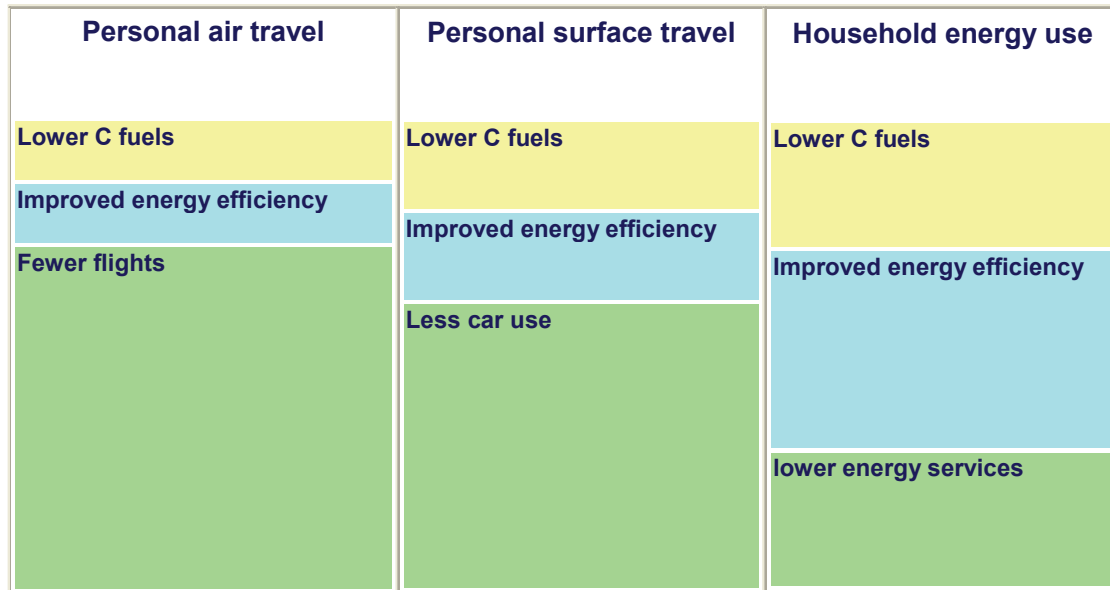 Personal air travel
Lower C fuels
Improved energy efficiency
Fewer flights
Personal surface travel
Lower C fuels
Improved energy efficiency
Less car use
Household energy use
Lower C fuels
Improved energy efficiency
lower energy services